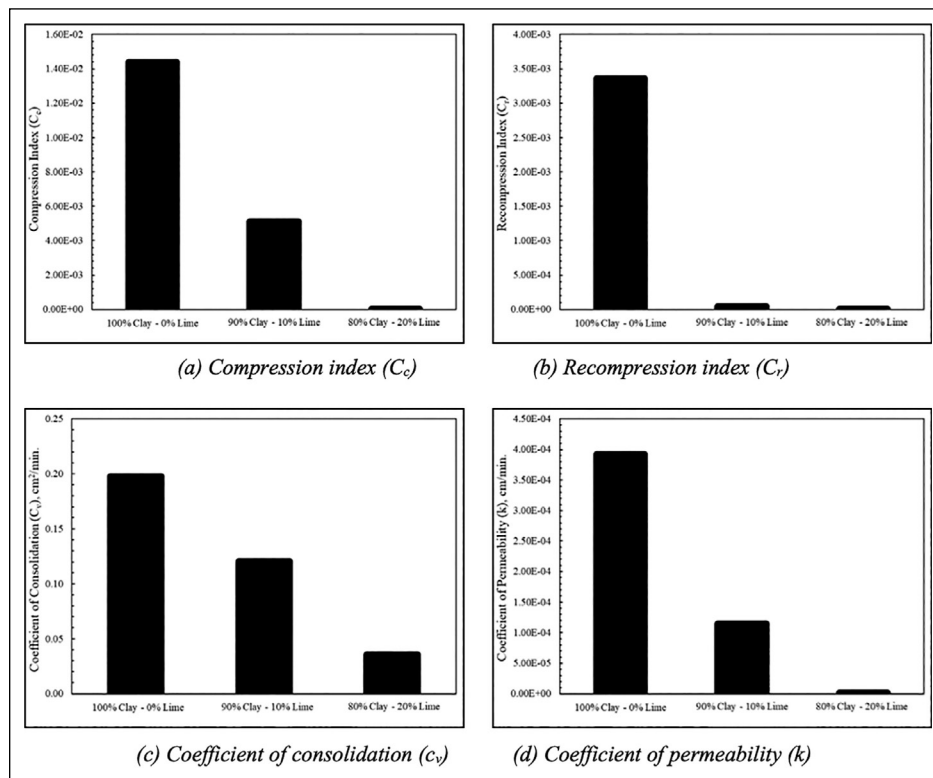 Compression Index (Cc)
1.60E-02
1.40E-02
1.20E-02
1.00E-02
8.00E-03
6.00E-03
4.00E-03
2.00E-03
0.00E+00
100% Clay - 0% Lime 90% Clay - 10% Lime 80% Clay - 20% Lime
(a) Compression index (Cc)
Recompression Index (Cr)
4.00E-03
3.50E-03
3.00E-03
2.50E-03
2.00E-03
1.50E-03
1.00E-03
5.00E-04
0.00E+00
100% Clay - 0% Lime 90% Clay - 10% Lime 80% Clay - 20% Lime
(b) Recompression index (Cr)
Coefficient of Consolidation (Cv), cm²/min.
0.25
0.20
0.15
0.10
0.05
0.00
100% Clay - 0% Lime 90% Clay - 10% Lime 80% Clay - 20% Lime
(c) Coefficient of consolidation (cv)
Coefficient of Permeability (k), cm/min.
4.50E-04
4.00E-04
3.50E-04
3.00E-04
2.50E-04
2.00E-04
1.50E-04
1.00E-04
5.00E-05
0.00E+00
100% Clay - 0% Lime 90% Clay - 10% Lime 80% Clay - 20% Lime
(d) Coefficient of permeability (k)